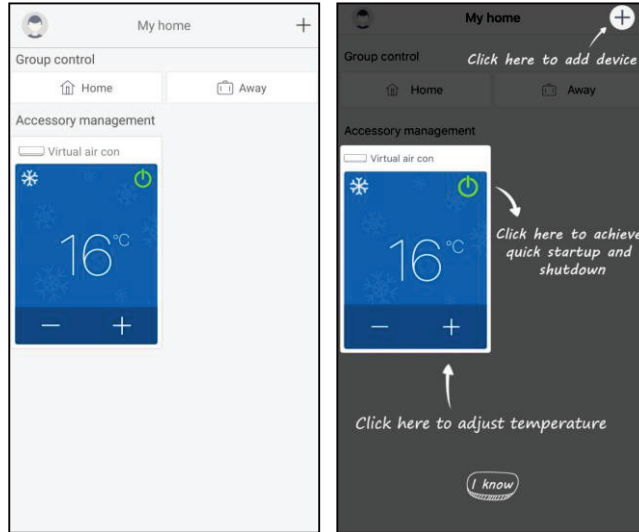 My home
Group control
Home
Away
Accessory management
Virtual air con
16°C
My home
Click here to add device
Group control
Home
Away
Accessory management
Virtual air con
16°C
Click here to achieve
quick startup and
shutdown
Click here to adjust temperature
I know